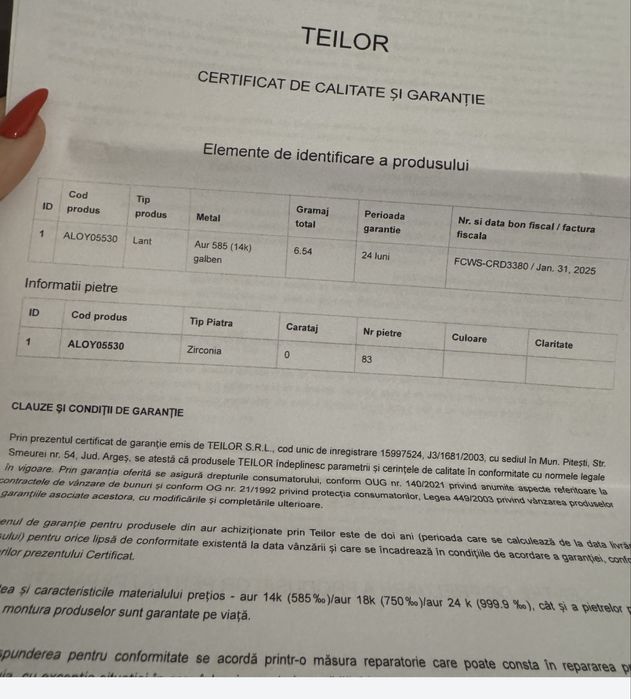 TEILOR
CERTIFICAT DE CALITATE ȘI GARANȚIE
Elemente de identificare a produsului
ID Cod produs Tip produs Metal Gramaj total Perioada garantie Nr. si data bon fiscal / factura fiscala
1 ALOY05530 Lant Aur 585 (14k) galben 6.54 24 luni FCWS-CRD3380 / Jan. 31, 2025
Informatii pietre
ID Cod produs Tip Piatra Carataj Nr pietre Culoare Claritate
1 ALOY05530 Zirconia 0 83
CLAUZE ȘI CONDIȚII DE GARANȚIE
Prin prezentul certificat de garanție emis de TEILOR S.R.L., cod unic de inregistrare 15997524, J3/1681/2003, cu sediul în Mun. Pitești, Str.
Smeurei nr. 54, Jud. Argeș, se atestă că produsele TEILOR îndeplinesc parametrii și cerințele de calitate în conformitate cu normele legale
în vigoare. Prin garanția oferită se asigură drepturile consumatorului, conform OUG nr. 140/2021 privind anumite aspecte referitoare la
contractele de vânzare de bunuri și conform OG nr. 21/1992 privind protecția consumatorilor, Legea 449/2003 privind vânzarea produselor
garanțiile asociate acestora, cu modificările și completările ulterioare.
enul de garanție pentru produsele din aur achiziționate prin Teilor este de doi ani (perioada care se calculează de la data livră
sului) pentru orice lipsă de conformitate existentă la data vânzării și care se încadrează în condițiile de acordare a garanției, confo
rilor prezentului Certificat.
ea și caracteristicile materialului prețios - aur 14k (585 ‰)/aur 18k (750 ‰)/aur 24 k (999.9 ‰), cât și a pietrelor
montura produselor sunt garantate pe viață.
spunderea pentru conformitate se acordă printr-o măsura reparatorie care poate consta în repararea